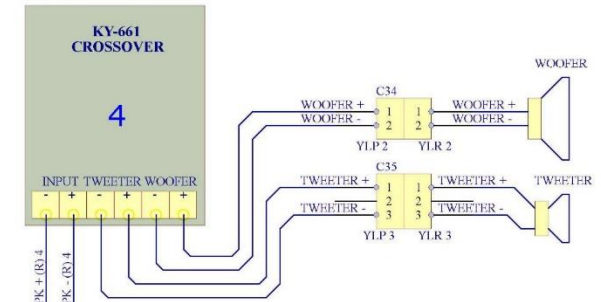 KY-661
CROSSOVER
4
INPUT TWEETER WOOFER
- + - + - +
PK + (R) 4
PK - (R) 4
C34
WOOFER + 1 1 WOOFER +
WOOFER - 2 2 WOOFER -
YLP 2 YLR 2
C35
TWEETER + 1 1 TWEETER +
2 2
TWEETER - 3 3 TWEETER -
YLP 3 YLR 3
WOOFER
TWEETER